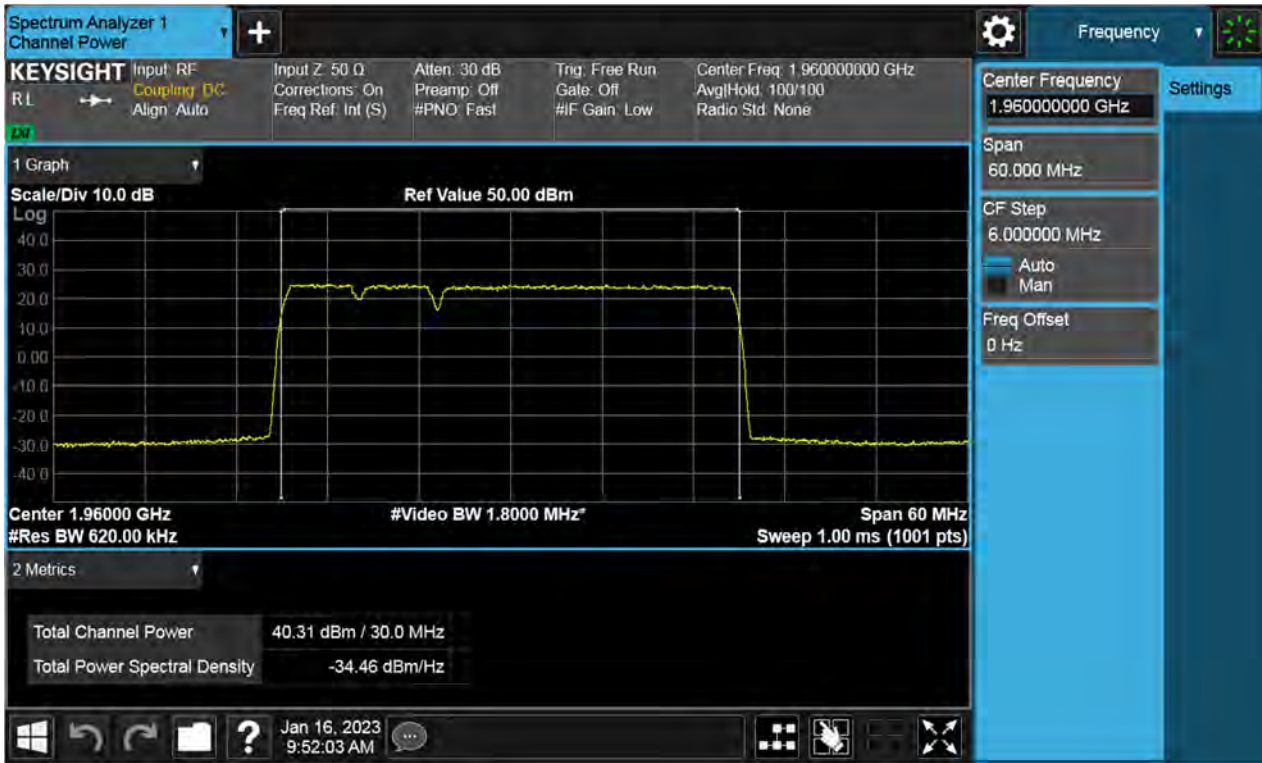 Spectrum Analyzer 1
Channel Power
+
Frequency
KEYSIGHT
RL
LXI
Input: RF
Coupling: DC
Align: Auto
Input Z: 50 Ω
Corrections: On
Freq Ref: Int (S)
Atten: 30 dB
Preamp: Off
#PNO: Fast
Trig: Free Run
Gate: Off
#IF Gain: Low
Center Freq: 1.960000000 GHz
Avg|Hold: 100/100
Radio Std: None
Center Frequency
1.960000000 GHz
Settings
Span
60.000 MHz
CF Step
6.000000 MHz
Auto
Man
Freq Offset
0 Hz
1 Graph
Scale/Div 10.0 dB
Ref Value 50.00 dBm
Log
40.0
30.0
20.0
10.0
0.00
-10.0
-20.0
-30.0
-40.0
Center 1.96000 GHz
#Video BW 1.8000 MHz*
Span 60 MHz
#Res BW 620.00 kHz
Sweep 1.00 ms (1001 pts)
2 Metrics
Total Channel Power
40.31 dBm / 30.0 MHz
Total Power Spectral Density
-34.46 dBm/Hz
?
Jan 16, 2023
9:52:03 AM